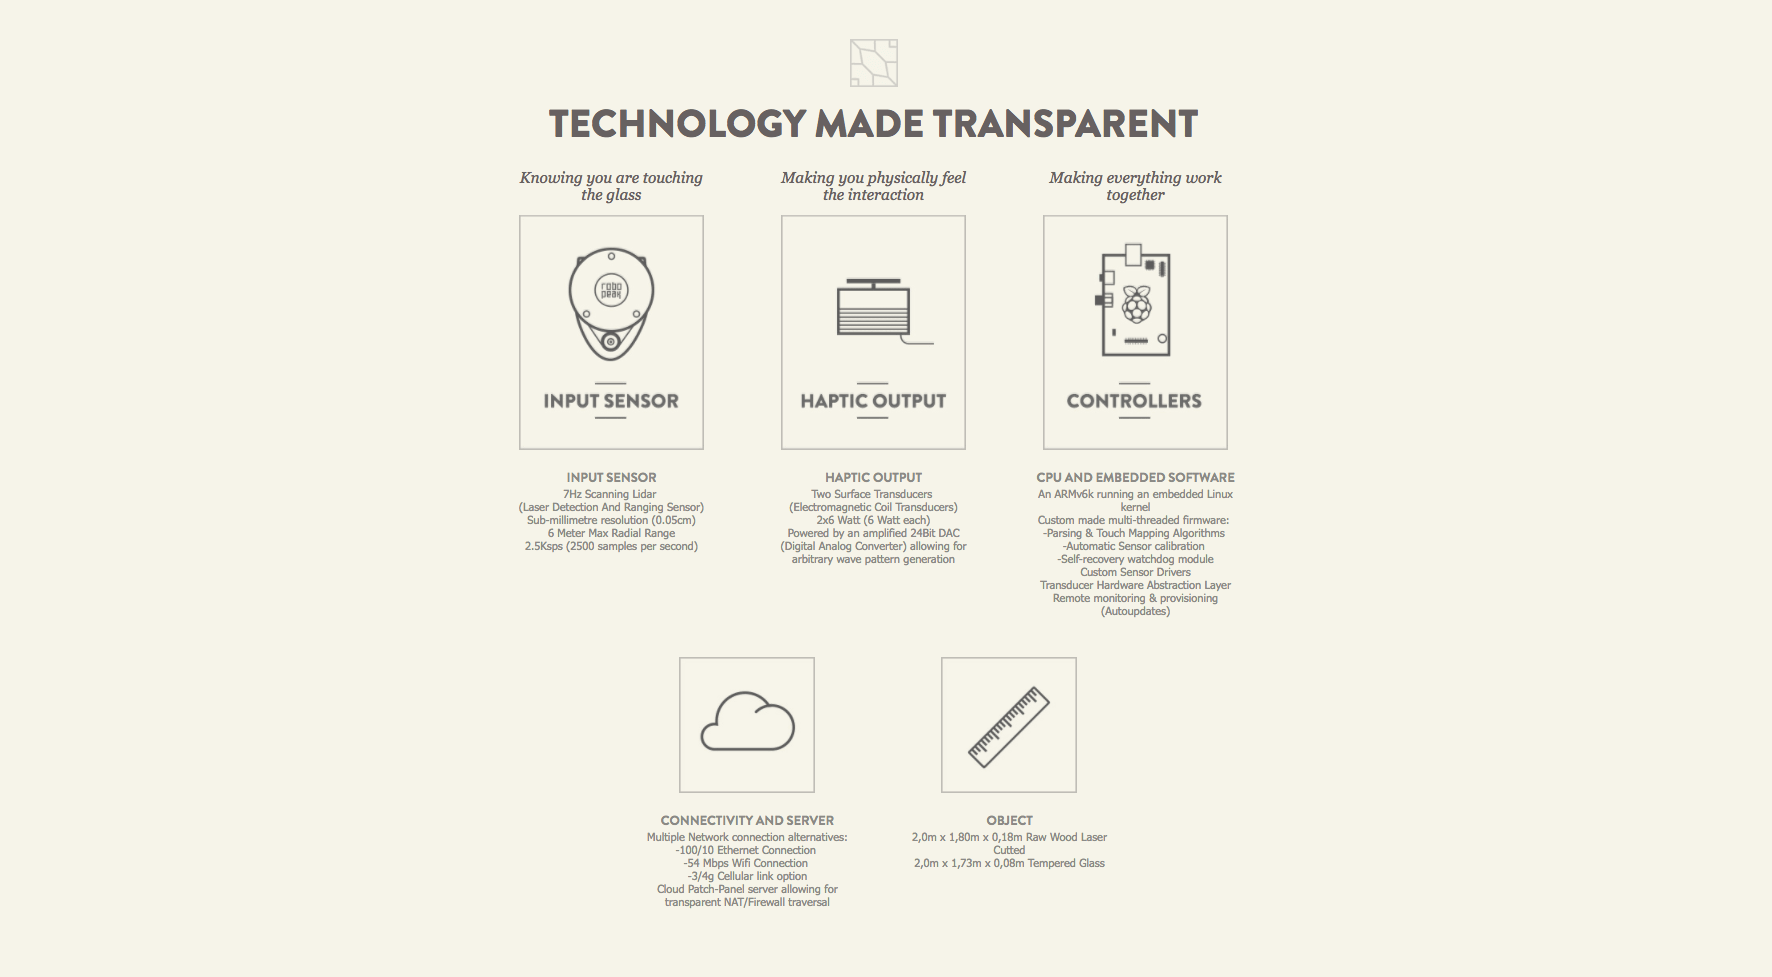 TECHNOLOGY MADE TRANSPARENT
Knowing you are touching
the glass
robo
peak
INPUT SENSOR
INPUT SENSOR
7Hz Scanning Lidar
(Laser Detection And Ranging Sensor)
Sub-millimetre resolution (0.05cm)
6 Meter Max Radial Range
2.5Ksps (2500 samples per second)
Making you physically feel
the interaction
HAPTIC OUTPUT
HAPTIC OUTPUT
Two Surface Transducers
(Electromagnetic Coil Transducers)
2x6 Watt (6 Watt each)
Powered by an amplified 24Bit DAC
(Digital Analog Converter) allowing for
arbitrary wave pattern generation
Making everything work
together
CONTROLLERS
CPU AND EMBEDDED SOFTWARE
An ARMv6k running an embedded Linux
kernel
Custom made multi-threaded firmware:
-Parsing & Touch Mapping Algorithms
-Automatic Sensor calibration
-Self-recovery watchdog module
Custom Sensor Drivers
Transducer Hardware Abstraction Layer
Remote monitoring & provisioning
(Autoupdates)
CONNECTIVITY AND SERVER
Multiple Network connection alternatives:
-100/10 Ethernet Connection
-54 Mbps Wifi Connection
-3/4g Cellular link option
Cloud Patch-Panel server allowing for
transparent NAT/Firewall traversal
OBJECT
2,0m x 1,80m x 0,18m Raw Wood Laser
Cutted
2,0m x 1,73m x 0,08m Tempered Glass